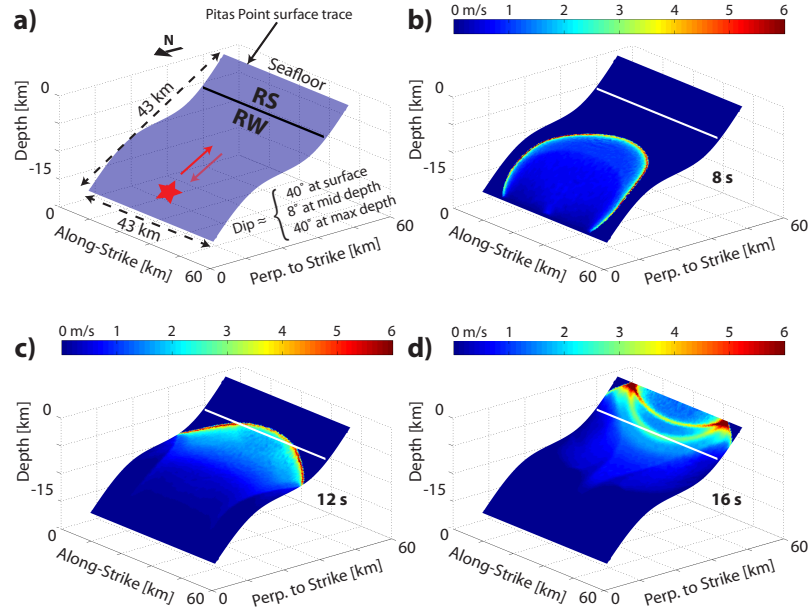 a)
Pitas Point surface trace
N
Seafloor
RS
RW
43 km
43 km
Dip ≈ { 40° at surface
8° at mid depth
40° at max depth
0
-15
Depth [km]
0
Along-Strike [km]
60
0
Perp. to Strike [km]
60
b)
0 m/s 1 2 3 4 5 6
0
-15
Depth [km]
8 s
0
Along-Strike [km]
60
0
Perp. to Strike [km]
60
c)
0 m/s 1 2 3 4 5 6
0
-15
Depth [km]
12 s
0
Along-Strike [km]
60
0
Perp. to Strike [km]
60
d)
0 m/s 1 2 3 4 5 6
0
-15
Depth [km]
16 s
0
Along-Strike [km]
60
0
Perp. to Strike [km]
60